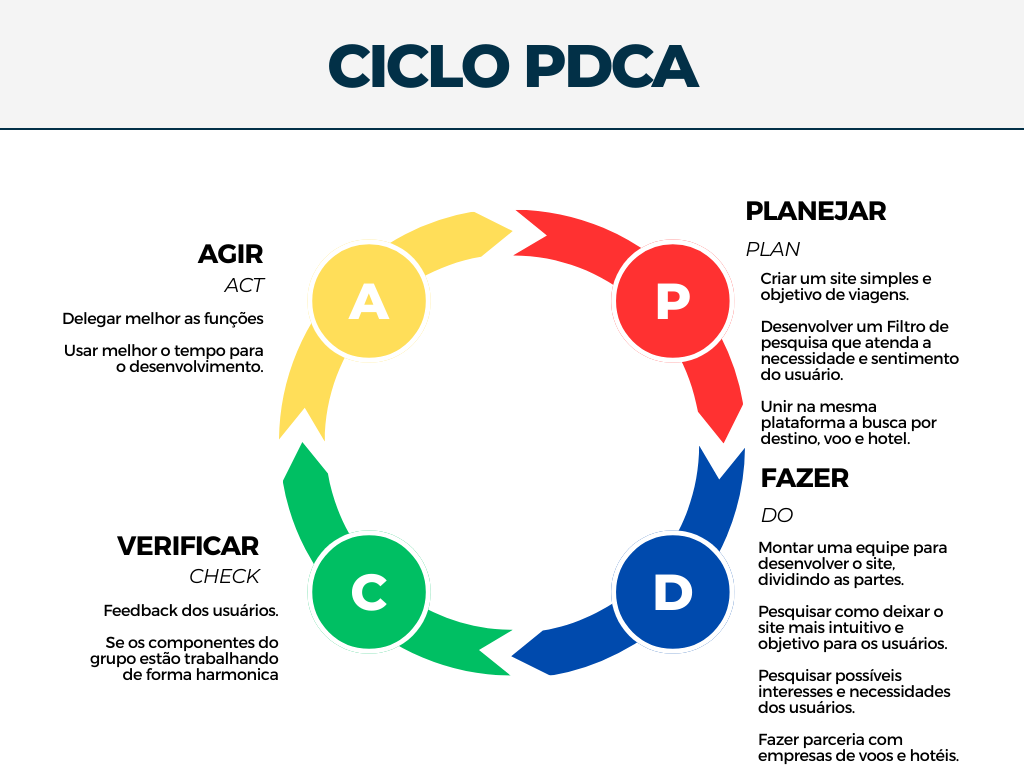 CICLO PDCA
PLANEJAR
PLAN
Criar um site simples e
objetivo de viagens.
Desenvolver um Filtro de
pesquisa que atenda a
necessidade e sentimento
do usuário.
Unir na mesma
plataforma a busca por
destino, voo e hotel.
FAZER
DO
Montar uma equipe para
desenvolver o site,
dividindo as partes.
Pesquisar como deixar o
site mais intuitivo e
objetivo para os usuários.
Pesquisar possíveis
interesses e necessidades
dos usuários.
Fazer parceria com
empresas de voos e hotéis.
VERIFICAR
CHECK
Feedback dos usuários.
Se os componentes do
grupo estão trabalhando
de forma harmonica
AGIR
ACT
Delegar melhor as funções
Usar melhor o tempo para
o desenvolvimento.
A
P
C
D